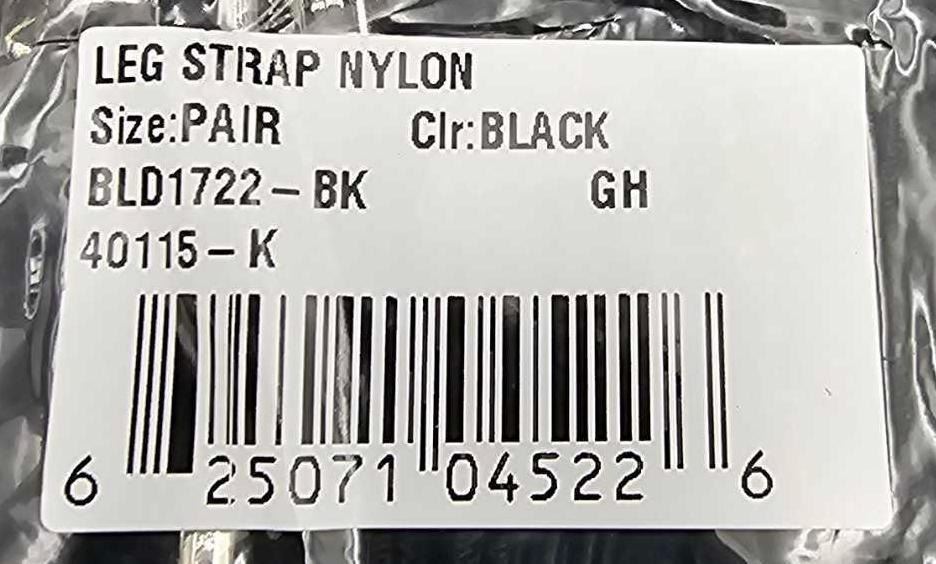 LEG STRAP NYLON
Size:PAIR Clr:BLACK
BLD1722-BK GH
40115-K
6 25071 04522 6